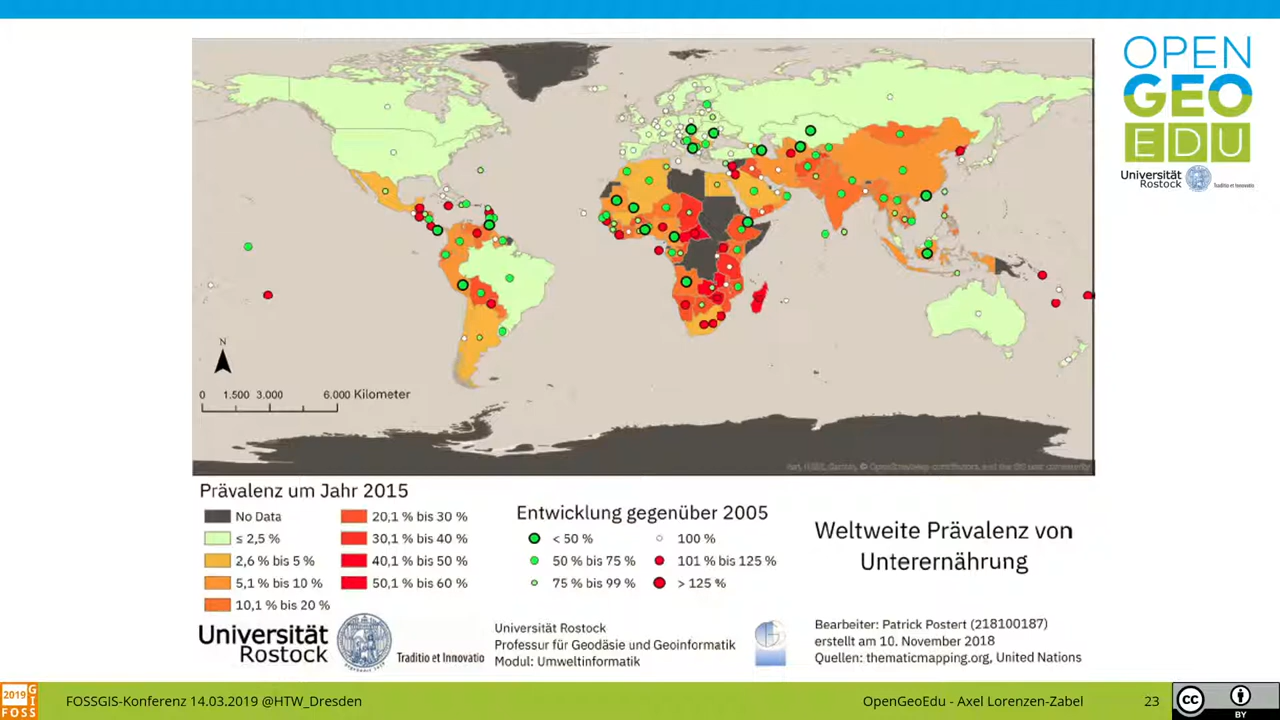 OPEN
GEO
EDU
Universität
Rostock
Traditio et Innovatio
N
0 1.500 3.000 6.000 Kilometer
Prävalenz um Jahr 2015
No Data
≤ 2,5 %
2,6 % bis 5 %
5,1 % bis 10 %
10,1 % bis 20 %
20,1 % bis 30 %
30,1 % bis 40 %
40,1 % bis 50 %
50,1 % bis 60 %
Entwicklung gegenüber 2005
< 50 %
50 % bis 75 %
75 % bis 99 %
100 %
101 % bis 125 %
> 125 %
Weltweite Prävalenz von
Unterernährung
Universität
Rostock
Traditio et Innovatio
Universität Rostock
Professur für Geodäsie und Geoinformatik
Modul: Umweltinformatik
Bearbeiter: Patrick Postert (218100187)
erstellt am 10. November 2018
Quellen: thematicmapping.org, United Nations
2019
FOSSGIS
FOSSGIS-Konferenz 14.03.2019 @HTW_Dresden
OpenGeoEdu - Axel Lorenzen-Zabel
23
CC
BY